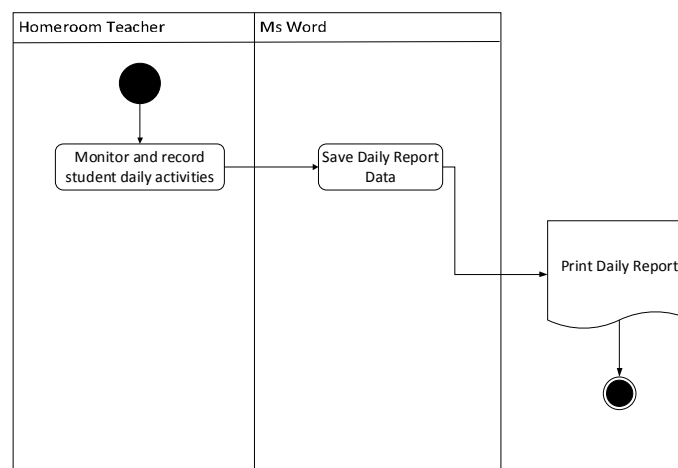 Homeroom Teacher
Ms Word
Monitor and record
student daily activities
Save Daily Report
Data
Print Daily Report